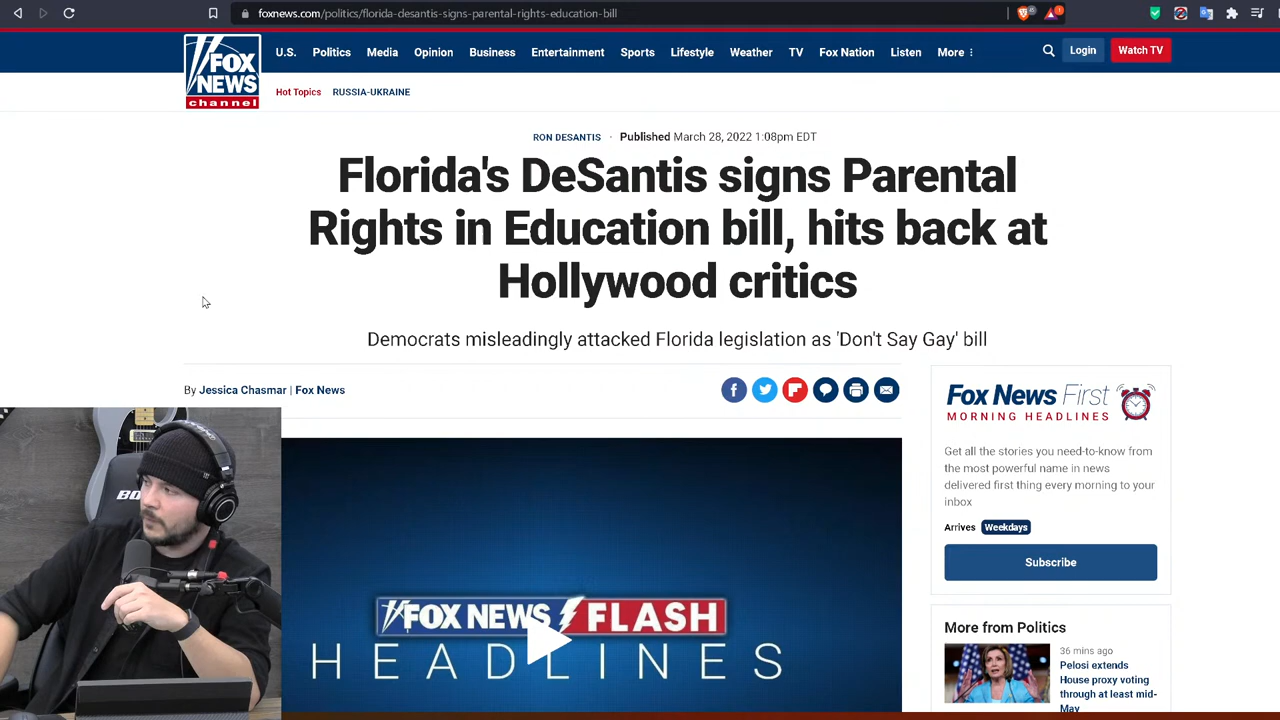 foxnews.com/politics/florida-desantis-signs-parental-rights-education-bill
FOX
NEWS
channel
U.S. Politics Media Opinion Business Entertainment Sports Lifestyle Weather TV Fox Nation Listen More
Login
Watch TV
Hot Topics RUSSIA-UKRAINE
RON DESANTIS · Published March 28, 2022 1:08pm EDT
Florida's DeSantis signs Parental
Rights in Education bill, hits back at
Hollywood critics
Democrats misleadingly attacked Florida legislation as 'Don't Say Gay' bill
By Jessica Chasmar | Fox News
FOX NEWS FLASH
HEADLINES
Fox News First
MORNING HEADLINES
Get all the stories you need-to-know from
the most powerful name in news
delivered first thing every morning to your
inbox
Arrives Weekdays
Subscribe
More from Politics
36 mins ago
Pelosi extends
House proxy voting
through at least mid-
May